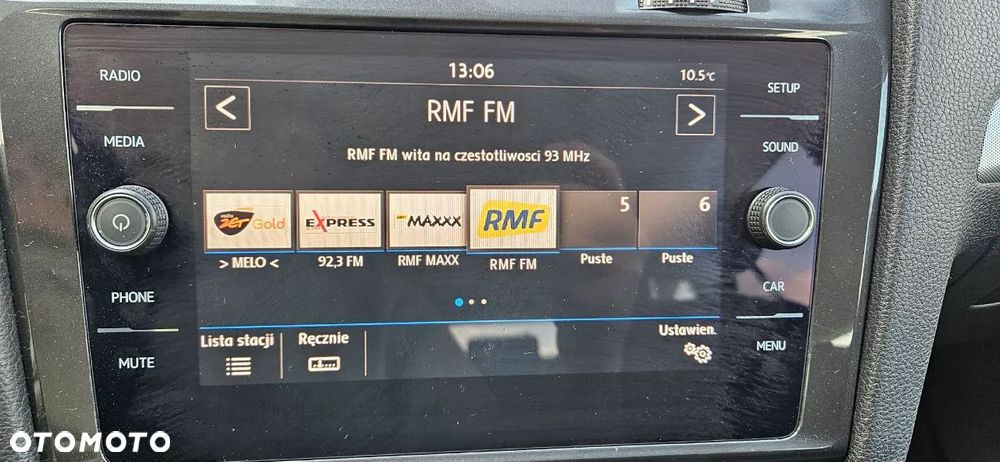 RADIO
MEDIA
PHONE
MUTE
13:06
10.5°C
<
RMF FM
>
RMF FM wita na czestotliwosci 93 MHz
radio ZET Gold
EXPRESS
MAXXX
RMF
5
6
> MELO <
92,3 FM
RMF MAXX
RMF FM
Puste
Puste
Lista stacji
Ręcznie
Ustawien.
SETUP
SOUND
CAR
MENU
OTOMOTO